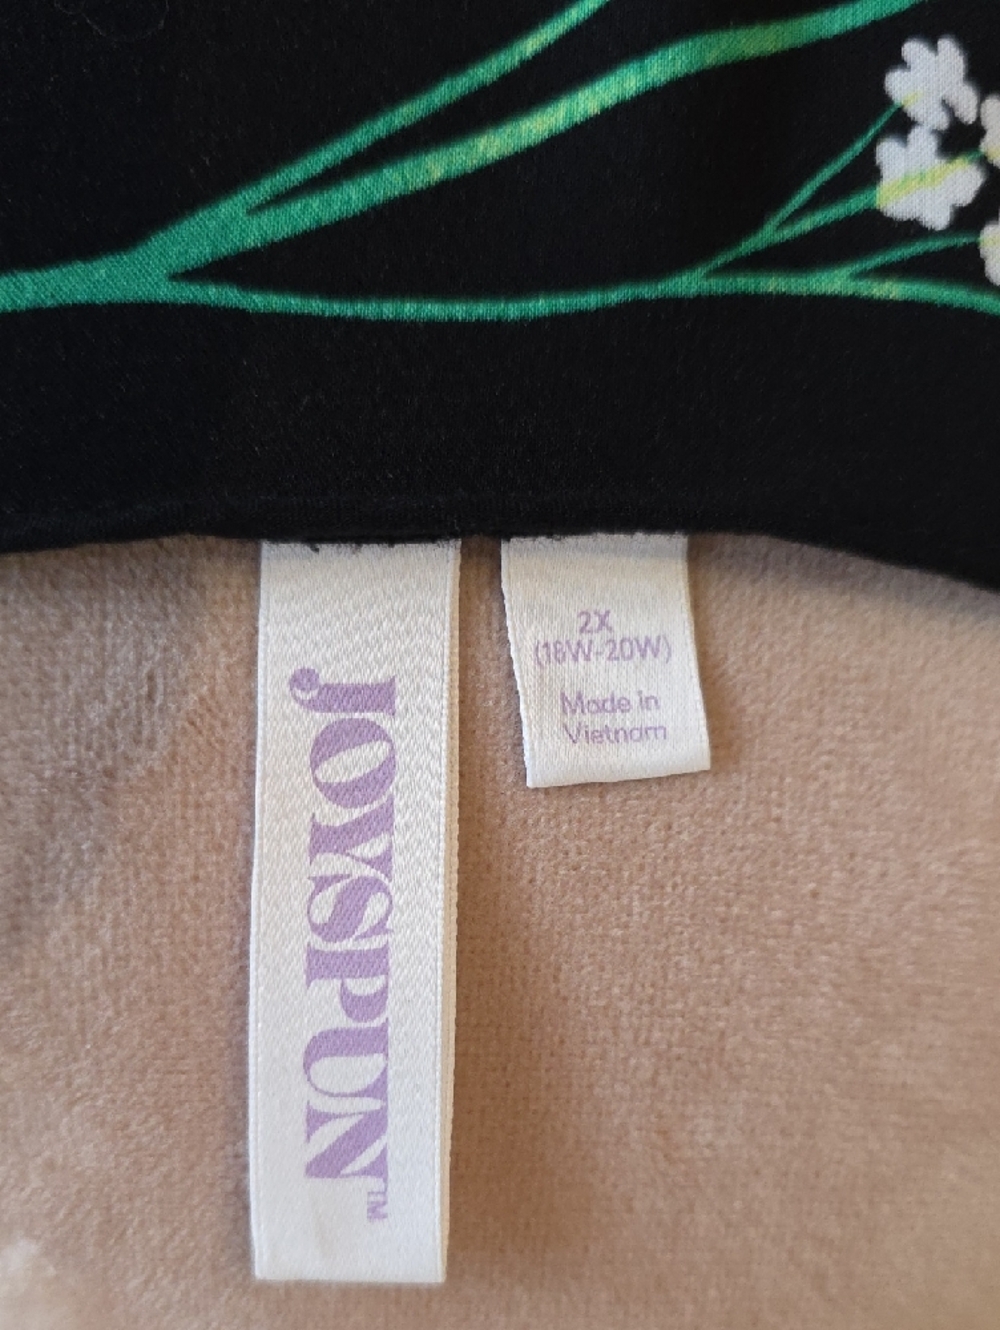 JOYSPUN™
2X
(18W-20W)
Made in
Vietnam